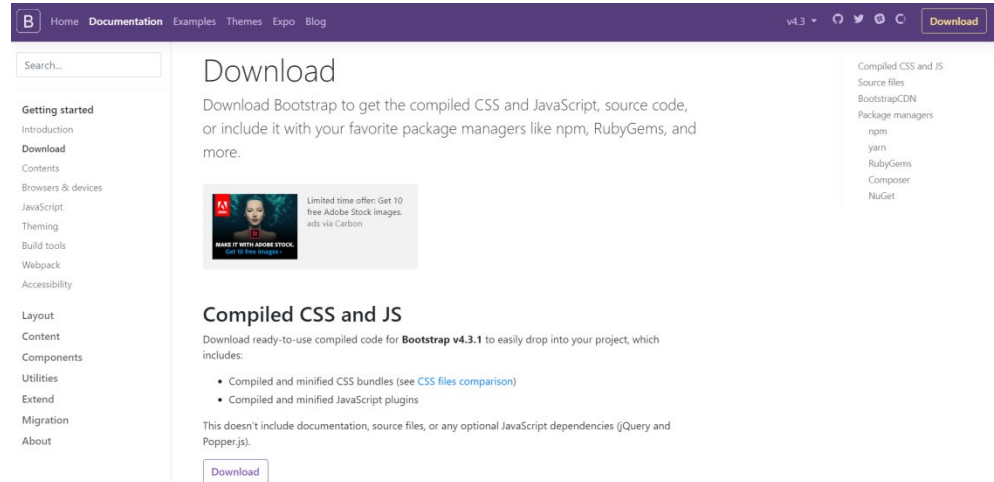 B Home Documentation Examples Themes Expo Blog v4.3 Download
Search...
Getting started
Introduction
Download
Contents
Browsers & devices
JavaScript
Theming
Build tools
Webpack
Accessibility
Layout
Content
Components
Utilities
Extend
Migration
About
Download
Download Bootstrap to get the compiled CSS and JavaScript, source code,
or include it with your favorite package managers like npm, RubyGems, and
more.
Adobe
MAKE IT WITH ADOBE STOCK.
Get 10 free images ›
Limited time offer: Get 10
free Adobe Stock images.
ads via Carbon
Compiled CSS and JS
Download ready-to-use compiled code for Bootstrap v4.3.1 to easily drop into your project, which
includes:
• Compiled and minified CSS bundles (see CSS files comparison)
• Compiled and minified JavaScript plugins
This doesn't include documentation, source files, or any optional JavaScript dependencies (jQuery and
Popper.js).
Download
Compiled CSS and JS
Source files
BootstrapCDN
Package managers
npm
yarn
RubyGems
Composer
NuGet